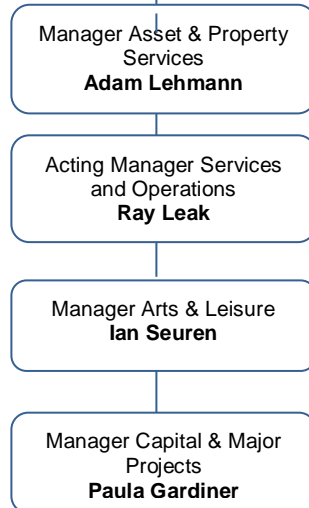 Manager Asset & Property
Services
Adam Lehmann
Acting Manager Services
and Operations
Ray Leak
Manager Arts & Leisure
Ian Seuren
Manager Capital & Major
Projects
Paula Gardiner